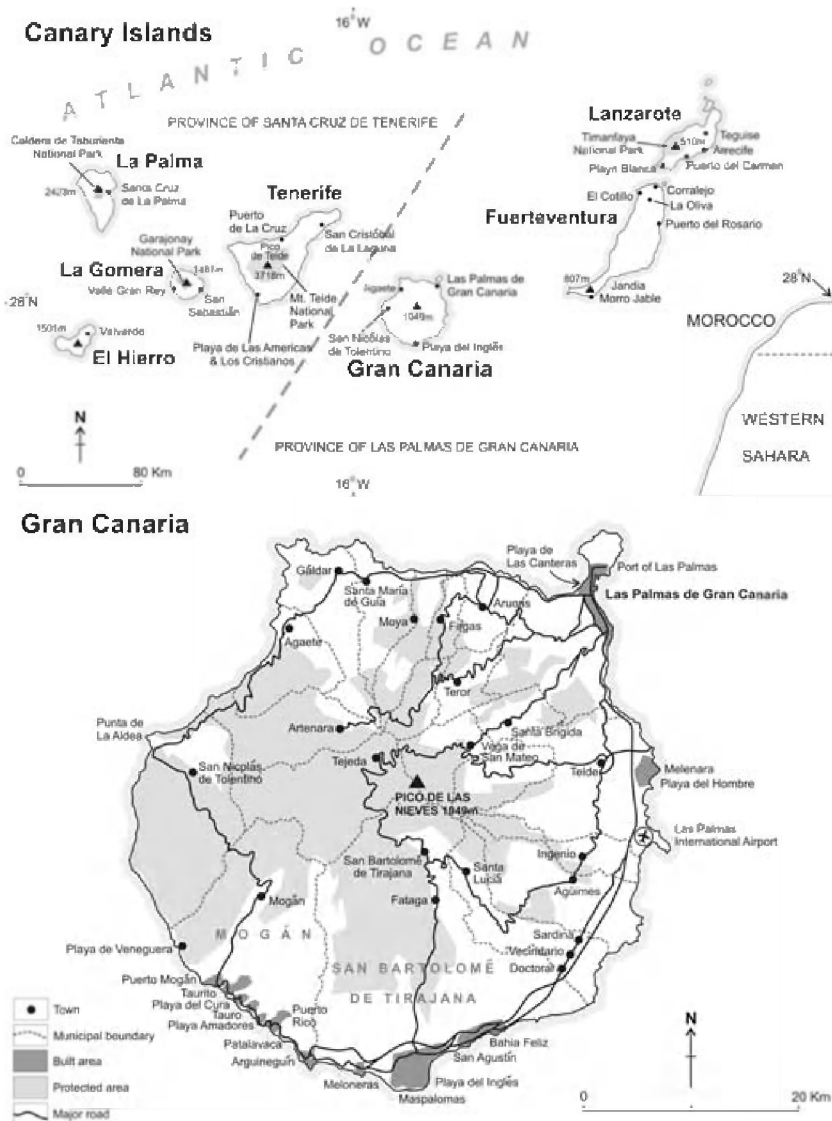 Canary Islands
16°W
ATLANTIC OCEAN
PROVINCE OF SANTA CRUZ DE TENERIFE
Caldera de Taburiente
National Park
La Palma
Santa Cruz
de La Palma
Tenerife
Puerto
de La Cruz
San Cristóbal
de La Laguna
Pico
de Teide
3718m
Garajonay
National Park
La Gomera
1487m
Valle Gran Rey
San
Sebastián
Mt. Teide
National
Park
28°N
1501m
Valverde
El Hierro
Playa de Las Americas
& Los Cristianos
Agaete
Las Palmas de
Gran Canaria
1949m
San Nicolás
de Tolentino
Playa del Inglés
Gran Canaria
Lanzarote
Timanfaya
National Park
510m
Teguise
Arrecife
Playa Blanca
Puerto del Carmen
El Cotillo
Corralejo
La Oliva
Fuerteventura
Puerto del Rosario
807m
Jandia
Morro Jable
28°N
MOROCCO
WESTERN
SAHARA
N
0 80 Km
PROVINCE OF LAS PALMAS DE GRAN CANARIA
16°W
Gran Canaria
Playa de
Las Canteras
Port of Las Palmas
Las Palmas de Gran Canaria
Gáldar
Santa María
de Guía
Arucas
Moya
Firgas
Agaete
Teror
Punta de
La Aldea
Artenara
Santa Brigida
Vega de
San Mateo
Tejeda
San Nicolás
de Tolentino
Telde
Melenara
Playa del Hombre
PICO DE LAS
NIEVES 1949m
Las Palmas
International Airport
San Bartolomé
de Tirajana
Santa
Lucía
Ingenio
Agüimes
Mogán
Fataga
MOGÁN
Sardina
Vecindario
Doctoral
Playa de Veneguera
SAN BARTOLOMÉ
DE TIRAJANA
Puerto Mogán
Taurito
Playa del Cura
Tauro
Playa Amadores
Puerto
Rico
Patalavaca
Arguineguín
Meloneras
Maspalomas
Playa del Inglés
San Agustín
Bahia Feliz
Town
Municipal boundary
Built area
Protected area
Major road
N
0 20 Km